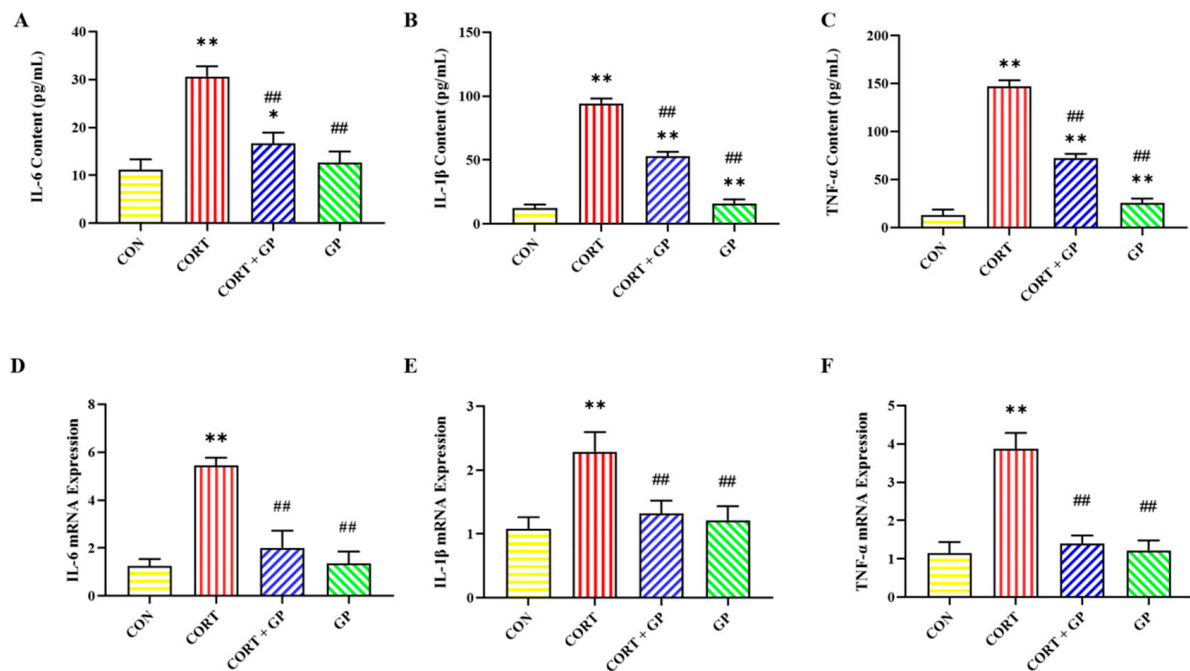 A
IL-6 Content (pg/mL)
40
30
20
10
0
**
##
*
##
CON
CORT
CORT + GP
GP
B
IL-1β Content (pg/mL)
150
100
50
0
**
##
**
##
**
CON
CORT
CORT + GP
GP
C
TNF-α Content (pg/mL)
200
150
100
50
0
**
##
**
##
**
CON
CORT
CORT + GP
GP
D
IL-6 mRNA Expression
8
6
4
2
0
**
##
##
CON
CORT
CORT + GP
GP
E
IL-1β mRNA Expression
3
2
1
0
**
##
##
CON
CORT
CORT + GP
GP
F
TNF-α mRNA Expression
5
4
3
2
1
0
**
##
##
CON
CORT
CORT + GP
GP